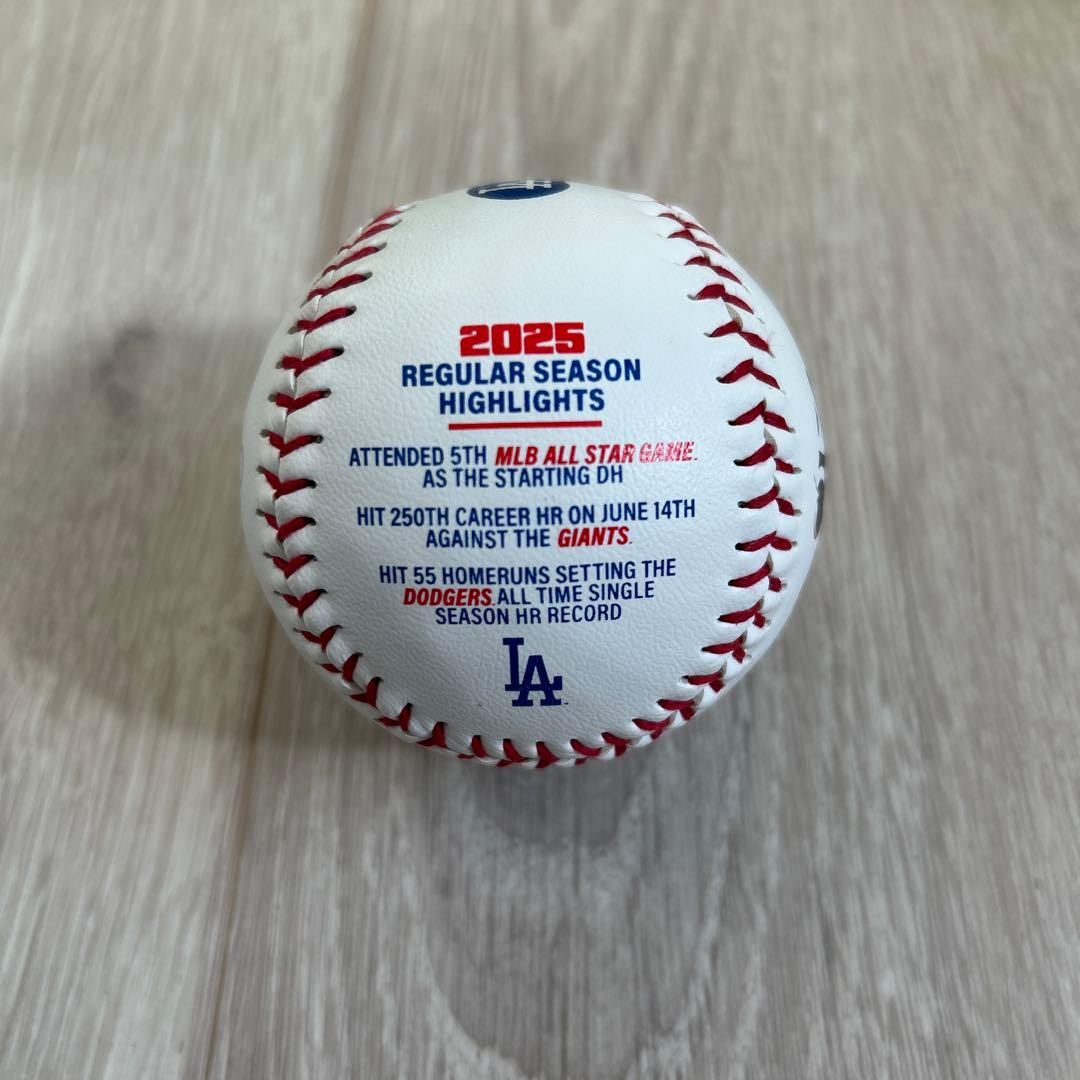 2025
REGULAR SEASON
HIGHLIGHTS
ATTENDED 5TH MLB ALL STAR GAME.
AS THE STARTING DH
HIT 250TH CAREER HR ON JUNE 14TH
AGAINST THE GIANTS.
HIT 55 HOMERUNS SETTING THE
DODGERS.ALL TIME SINGLE
SEASON HR RECORD
LA